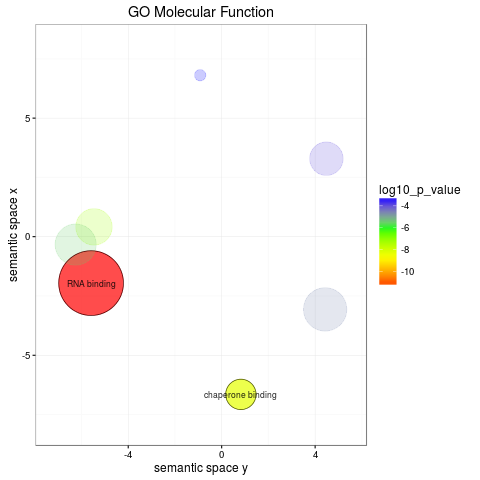 GO Molecular Function
semantic space x
5
0
-5
RNA binding
chaperone binding
-4
0
4
semantic space y
log10_p_value
-4
-6
-8
-10